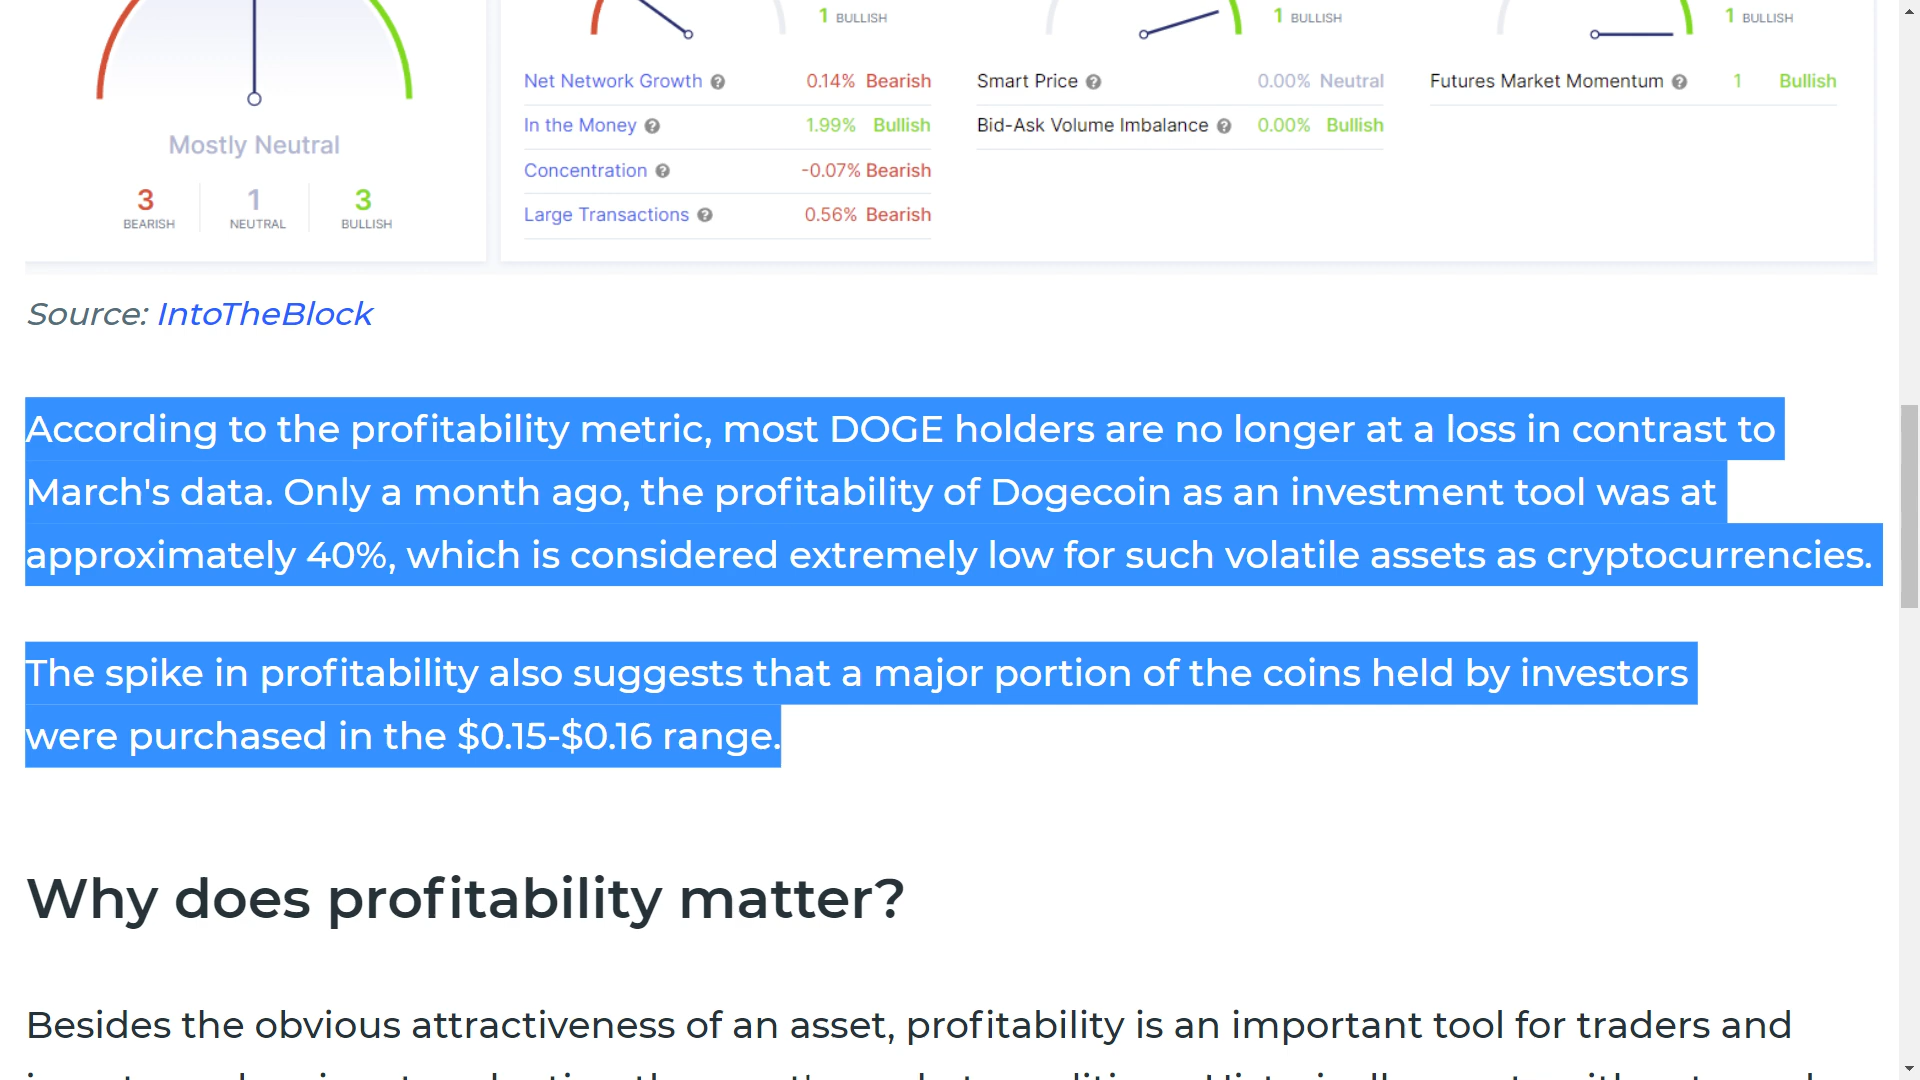 1 BULLISH
1 BULLISH
1 BULLISH
Mostly Neutral
3 BEARISH
1 NEUTRAL
3 BULLISH
Net Network Growth ? 0.14% Bearish
In the Money ? 1.99% Bullish
Concentration ? -0.07% Bearish
Large Transactions ? 0.56% Bearish
Smart Price ? 0.00% Neutral
Bid-Ask Volume Imbalance ? 0.00% Bullish
Futures Market Momentum ? 1 Bullish
Source: IntoTheBlock
According to the profitability metric, most DOGE holders are no longer at a loss in contrast to
March's data. Only a month ago, the profitability of Dogecoin as an investment tool was at
approximately 40%, which is considered extremely low for such volatile assets as cryptocurrencies.
The spike in profitability also suggests that a major portion of the coins held by investors
were purchased in the $0.15-$0.16 range.
Why does profitability matter?
Besides the obvious attractiveness of an asset, profitability is an important tool for traders and